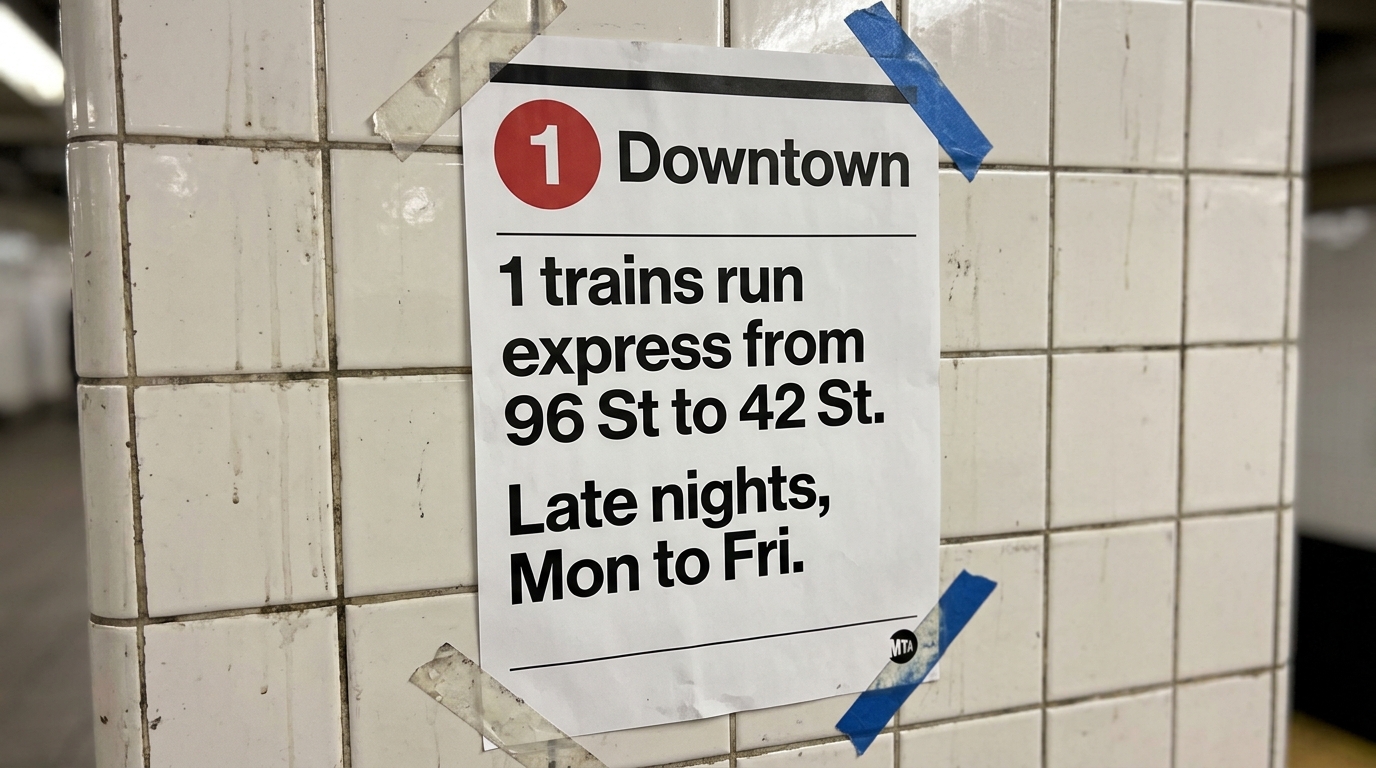 1 Downtown
1 trains run
express from
96 St to 42 St.
Late nights,
Mon to Fri.
MTA